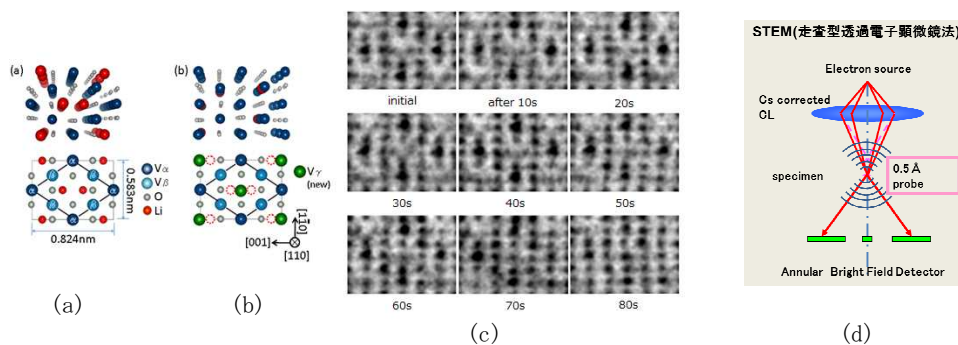 (a)
α
α β β α
β β
α
0.583nm
0.824nm
Vα
Vβ
O
Li
(a)
(b)
Vγ
(new)
[001]
[11̄0]
[110]
(b)
initial
after 10s
20s
30s
40s
50s
60s
70s
80s
(c)
STEM(走査型透過電子顕微鏡法)
Electron source
Cs corrected
CL
specimen
0.5 Å
probe
Annular Bright Field Detector
(d)